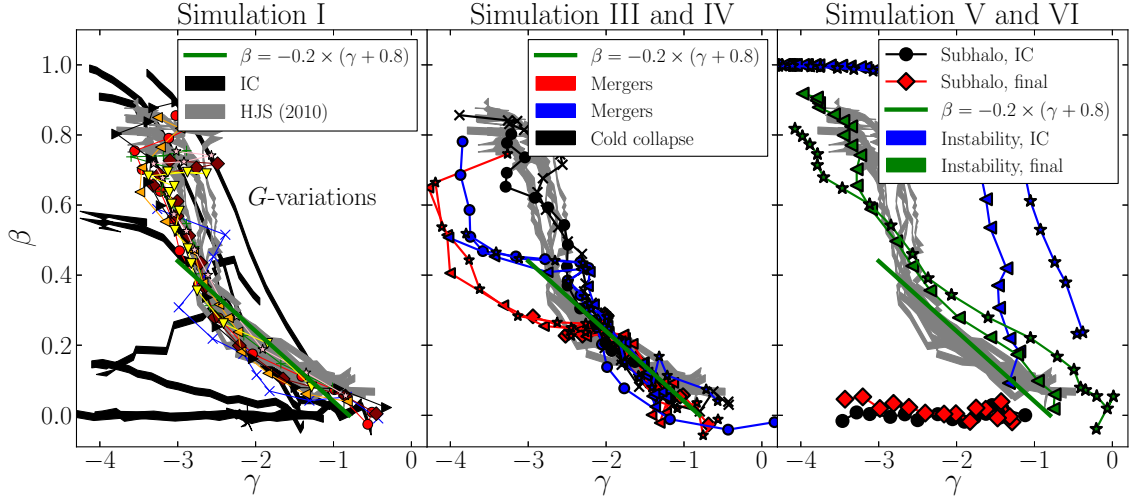 Simulation I
Simulation III and IV
Simulation V and VI
β = −0.2 × (γ + 0.8)
IC
HJS (2010)
G-variations
β = −0.2 × (γ + 0.8)
Mergers
Mergers
Cold collapse
Subhalo, IC
Subhalo, final
β = −0.2 × (γ + 0.8)
Instability, IC
Instability, final
β
1.0
0.8
0.6
0.4
0.2
0.0
−4 −3 −2 −1 0
−4 −3 −2 −1 0
−4 −3 −2 −1 0
γ
γ
γ